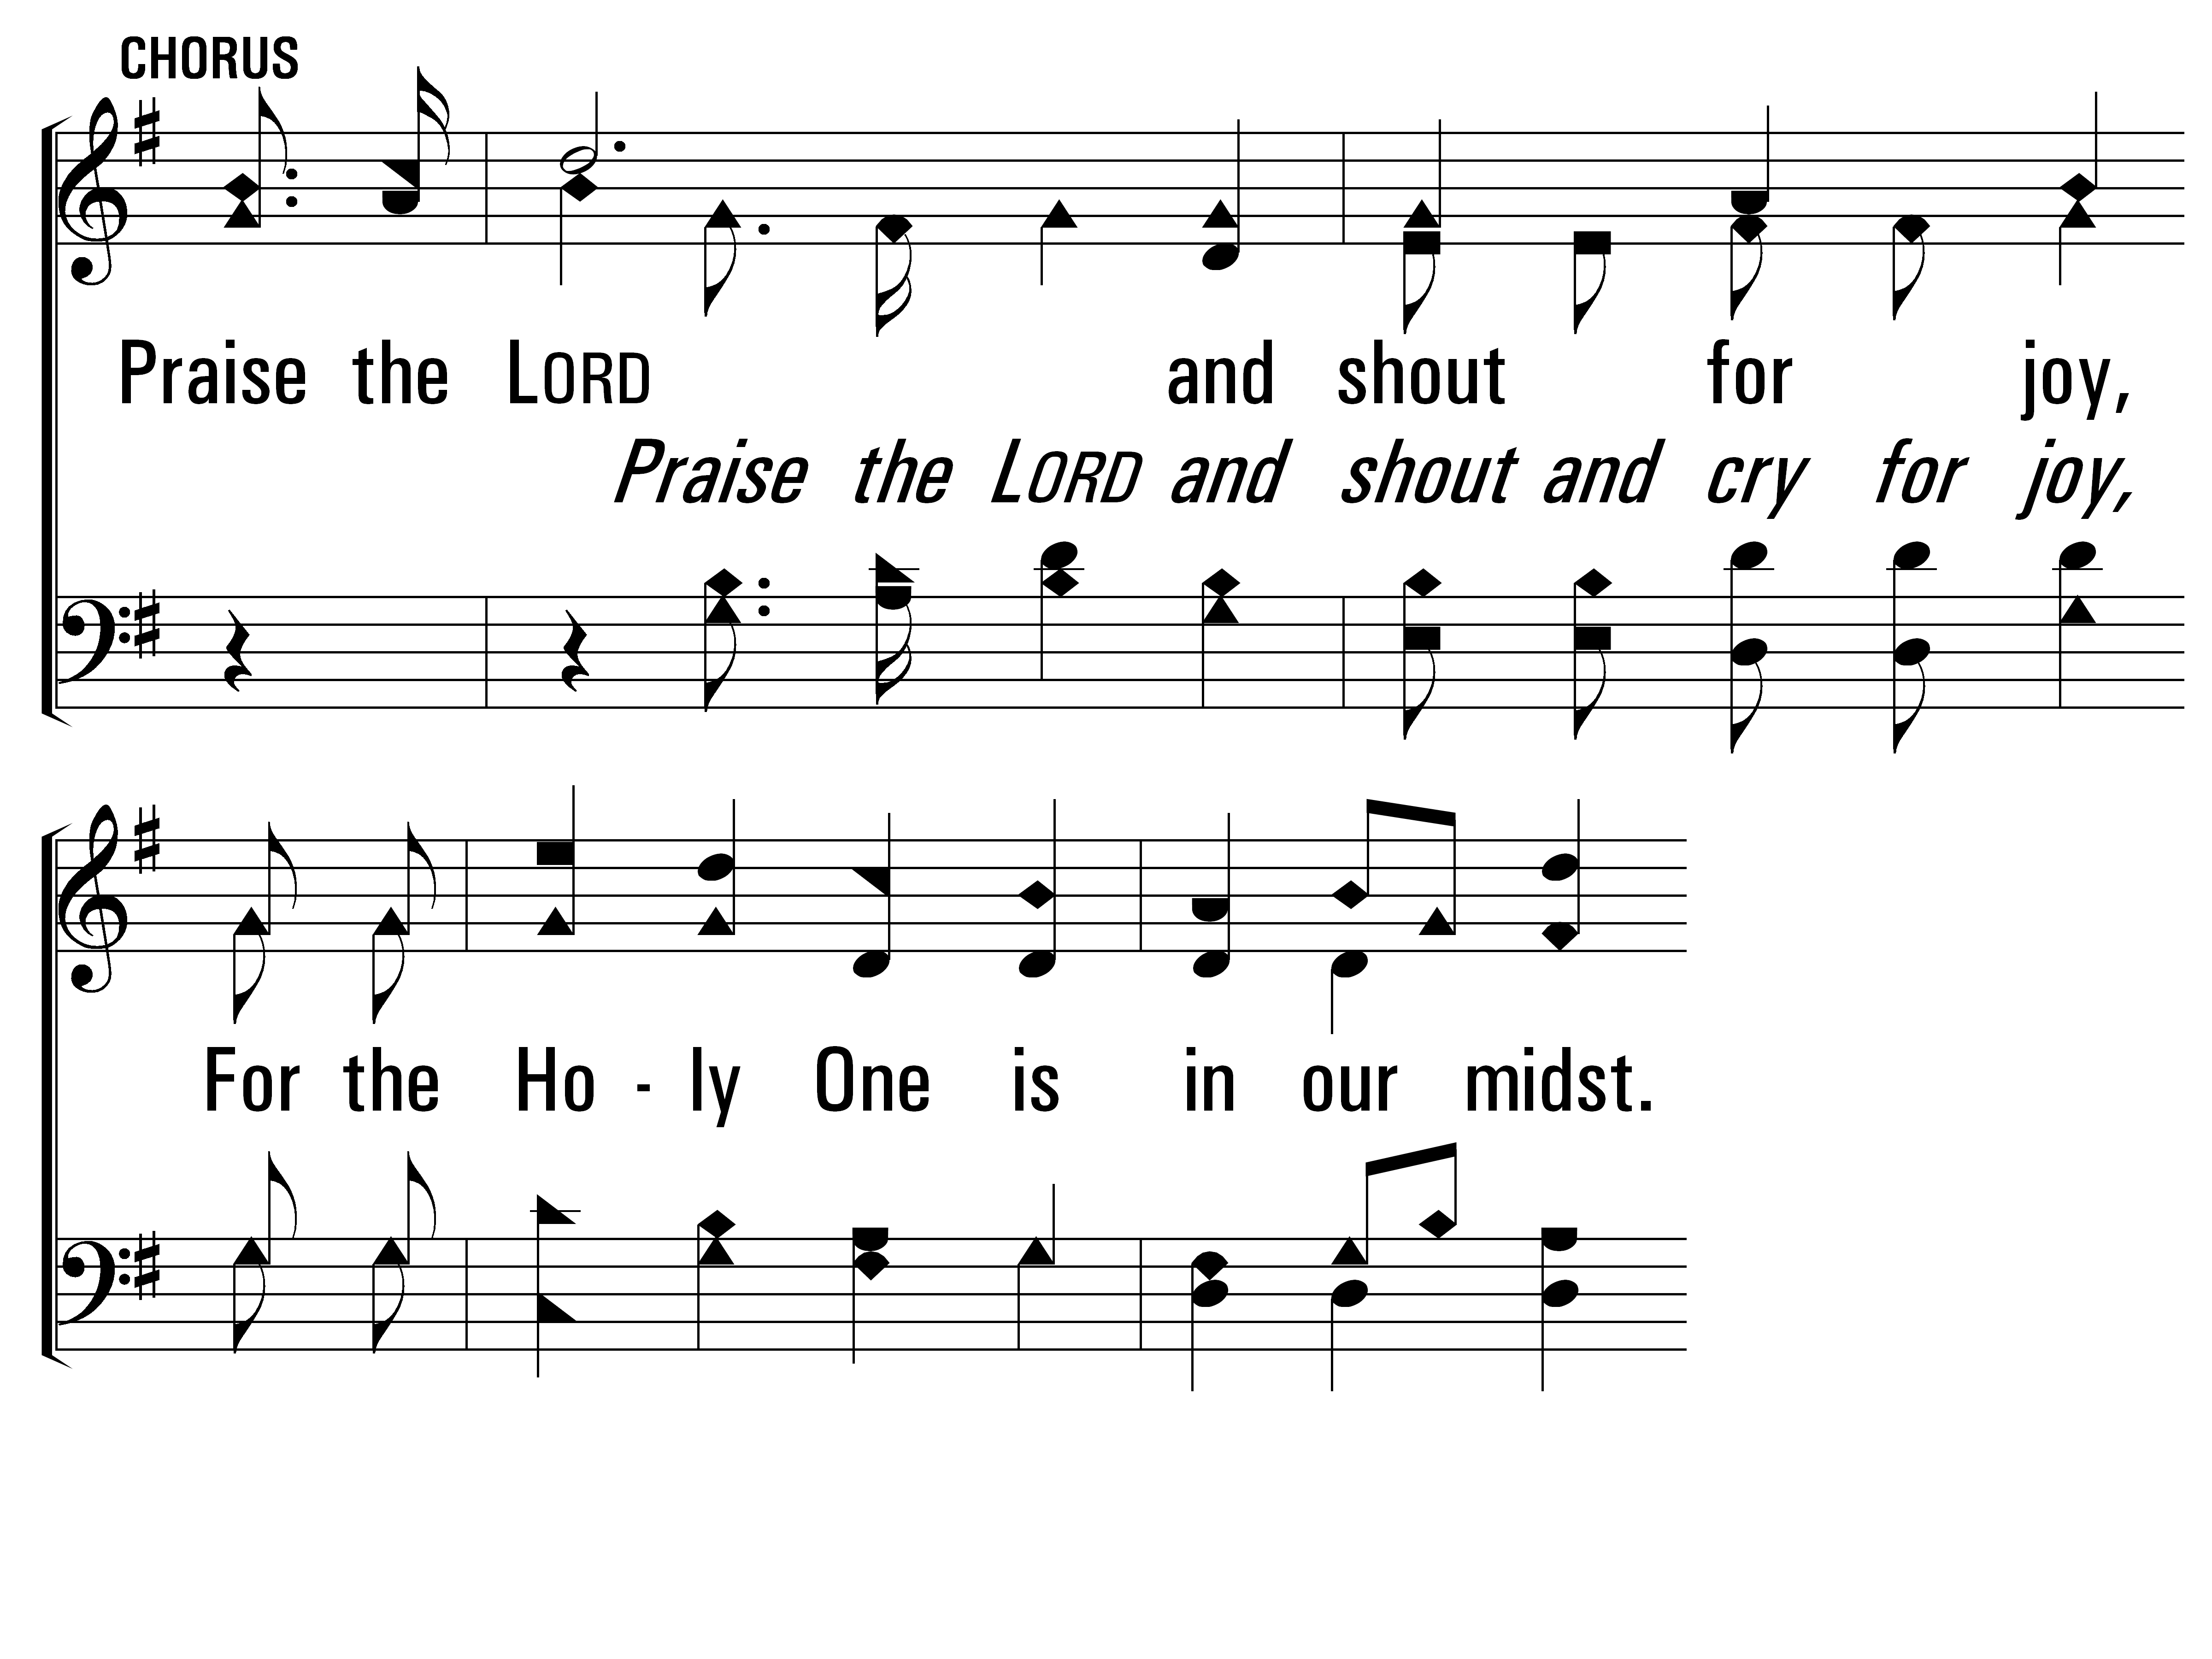 CHORUS
Praise the LORD and shout for joy,
Praise the LORD and shout and cry for joy,
For the Ho - ly One is in our midst.